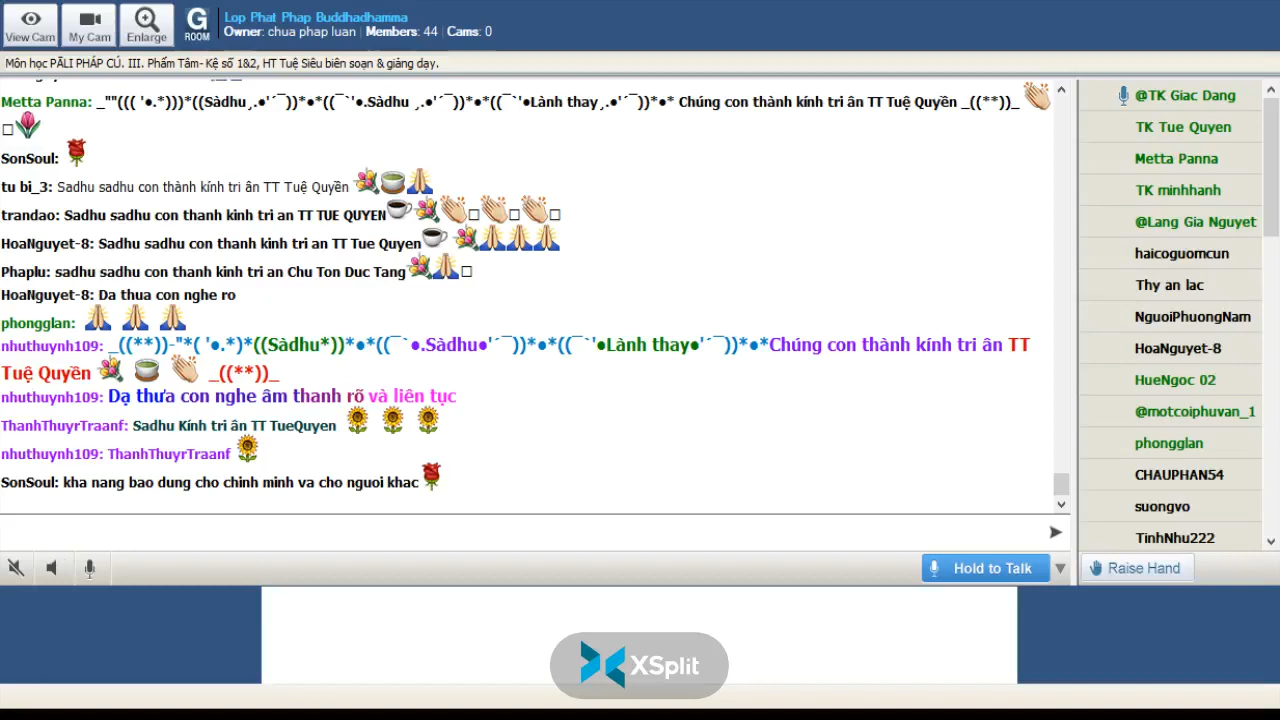 View Cam
My Cam
Enlarge
G
ROOM
Lop Phat Phap Buddhadhamma
Owner: chua phap luan | Members: 44 | Cams: 0
Môn học PÃLI PHÁP CÚ. III. Phẩm Tâm- Kệ số 1&2, HT Tuệ Siêu biên soạn & giảng dạy.
Metta Panna: _""((( '●.*)))*((Sàdhu¸.●'´¯))*●*((¯`'●.Sàdhu ¸.●'´¯))*●*((¯`'●Lành thay¸.●'´¯))*●* Chúng con thành kính tri ân TT Tuệ Quyền _((**))_
SonSoul:
tu bi_3: Sadhu sadhu con thành kính tri ân TT Tuệ Quyền
trandao: Sadhu sadhu con thanh kinh tri an TT TUE QUYEN
HoaNguyet-8: Sadhu sadhu con thanh kinh tri an TT Tue Quyen
Phaplu: sadhu sadhu con thanh kinh tri an Chu Ton Duc Tang
HoaNguyet-8: Da thua con nghe ro
phongglan:
nhuthuynh109: _((**))-"*( '●.*)*((Sàdhu*))*●*((¯`●.Sàdhu●'´¯))*●*((¯`'●Lành thay●'´¯))*●*Chúng con thành kính tri ân TT
Tuệ Quyền _((**))_
nhuthuynh109: Dạ thưa con nghe âm thanh rõ và liên tục
ThanhThuyrTraanf: Sadhu Kính tri ân TT TueQuyen
nhuthuynh109: ThanhThuyrTraanf
SonSoul: kha nang bao dung cho chinh minh va cho nguoi khac
@TK Giac Dang
TK Tue Quyen
Metta Panna
TK minhhanh
@Lang Gia Nguyet
haicoguomcun
Thy an lac
NguoiPhuongNam
HoaNguyet-8
HueNgoc 02
@motcoiphuvan_1
phongglan
CHAUPHAN54
suongvo
TinhNhu222
Hold to Talk
Raise Hand
XSplit